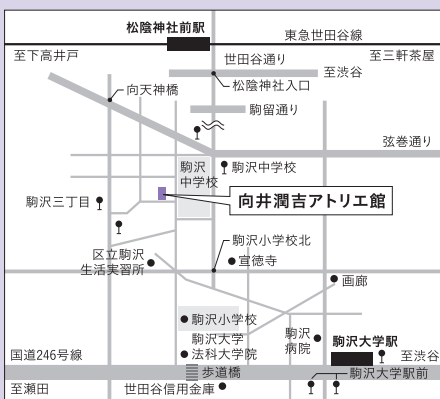 松陰神社前駅
東急世田谷線
至下高井戸
至三軒茶屋
世田谷通り
至渋谷
松陰神社入口
向天神橋
駒留通り
弦巻通り
駒沢
中学校
駒沢中学校
向井潤吉アトリエ館
駒沢三丁目
駒沢小学校北
宣徳寺
区立駒沢
生活実習所
画廊
駒沢小学校
駒沢大学
法科大学院
駒沢
病院
駒沢大学駅
国道246号線
至渋谷
歩道橋
駒沢大学駅前
至瀬田
世田谷信用金庫